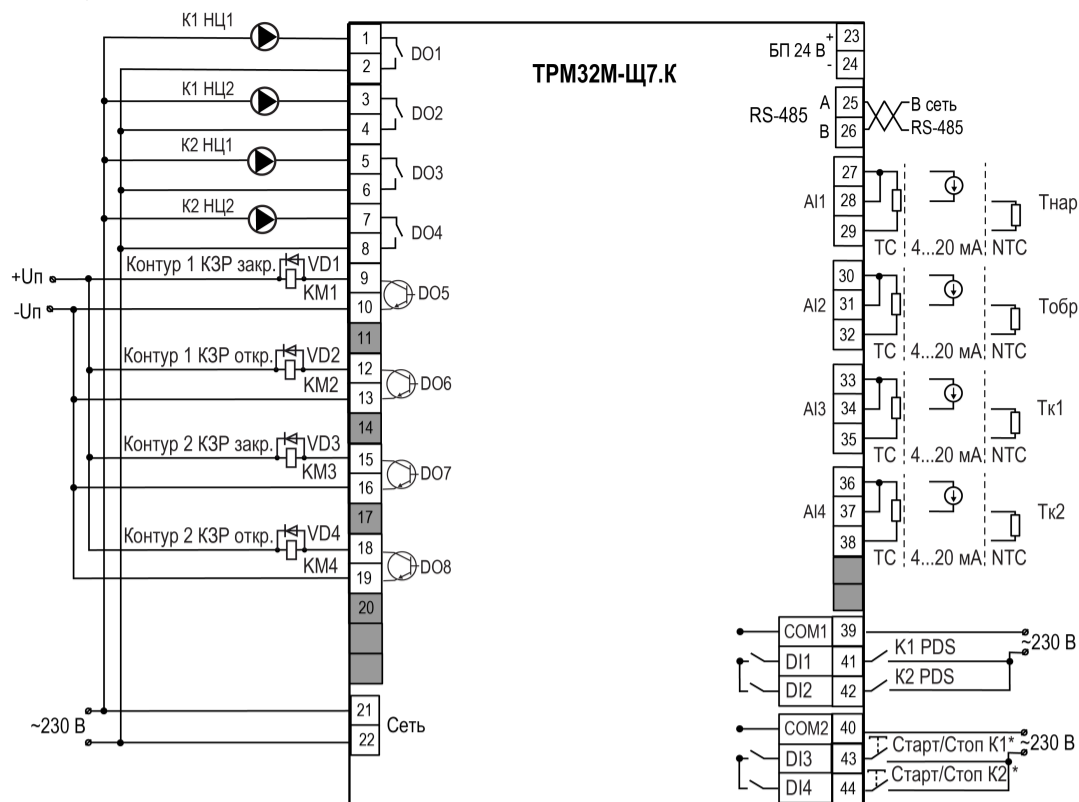 ТРМ32М-Щ7.К
К1 НЦ1
1
2
DO1
К1 НЦ2
3
4
DO2
К2 НЦ1
5
6
DO3
К2 НЦ2
7
8
DO4
+Uп
-Uп
Контур 1 КЗР закр.
VD1
KM1
9
10
DO5
11
Контур 1 КЗР откр.
VD2
KM2
12
13
DO6
14
Контур 2 КЗР закр.
VD3
KM3
15
16
DO7
17
Контур 2 КЗР откр.
VD4
KM4
18
19
DO8
20
~230 В
21
22
Сеть
БП 24 В
+
-
23
24
RS-485
A
B
25
26
В сеть
RS-485
AI1
27
28
29
ТС
4...20 мА
NTC
Тнар
AI2
30
31
32
ТС
4...20 мА
NTC
Тобр
AI3
33
34
35
ТС
4...20 мА
NTC
Тк1
AI4
36
37
38
ТС
4...20 мА
NTC
Тк2
COM1
39
DI1
41
К1 PDS
DI2
42
К2 PDS
~230 В
COM2
40
DI3
43
Старт/Стоп К1*
DI4
44
Старт/Стоп К2 *
~230 В